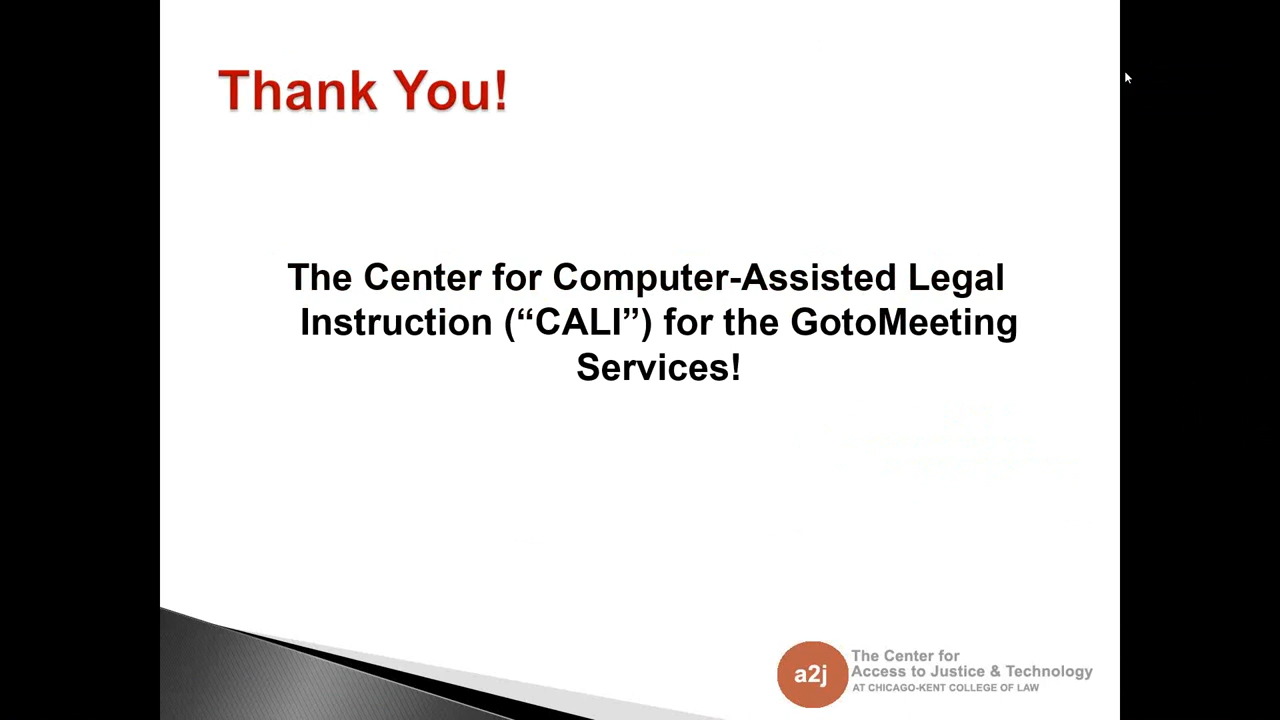 Thank You!
The Center for Computer-Assisted Legal
Instruction (“CALI”) for the GotoMeeting
Services!
a2j
The Center for
Access to Justice & Technology
AT CHICAGO-KENT COLLEGE OF LAW